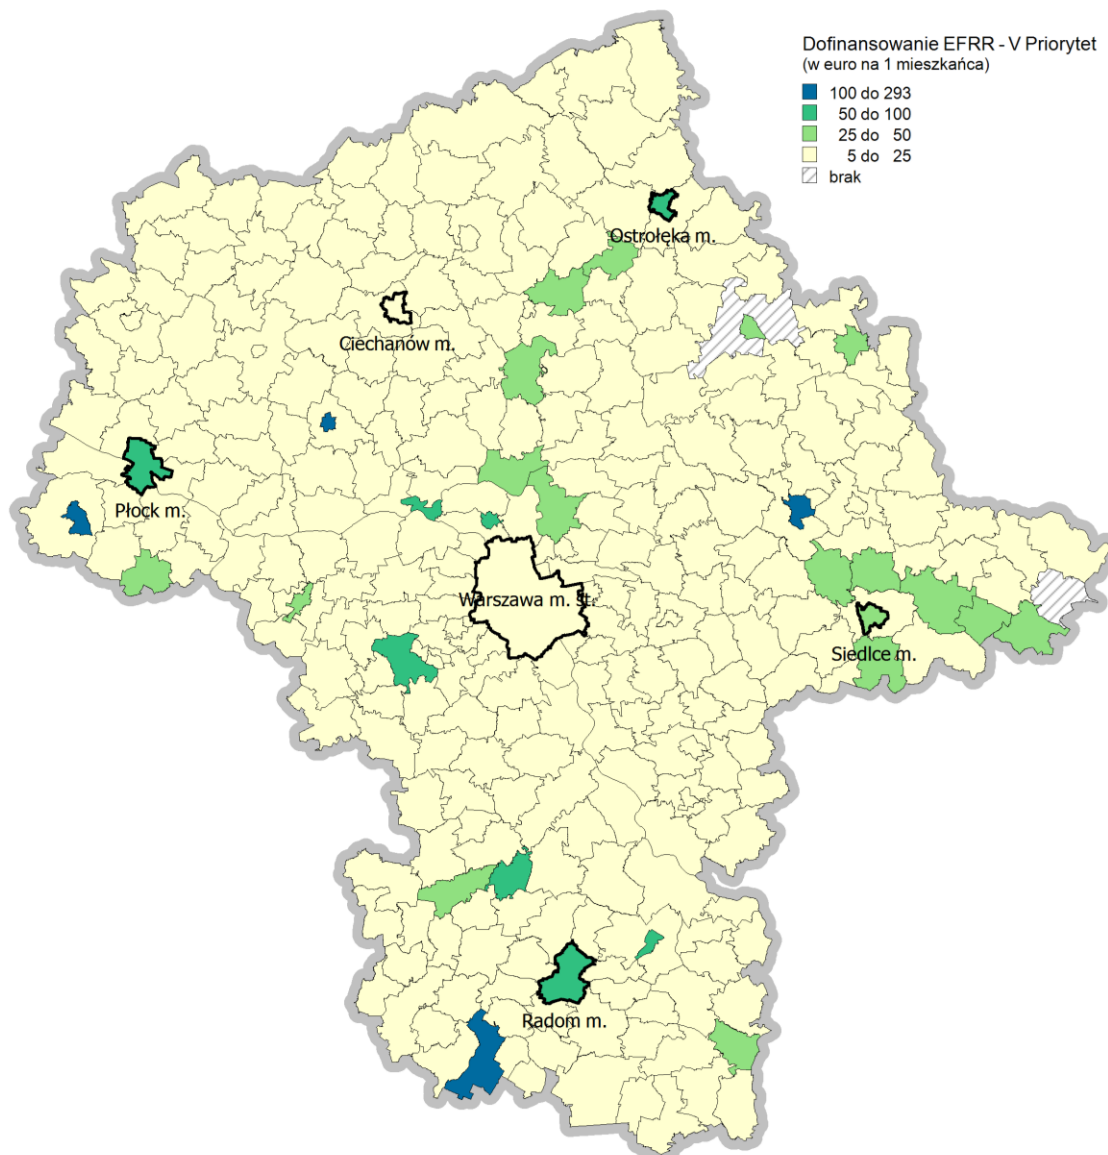 Dofinansowanie EFRR - V Priorytet
(w euro na 1 mieszkańca)
100 do 293
50 do 100
25 do 50
5 do 25
brak
Ostrołęka m.
Ciechanów m.
Płock m.
Warszawa m. st.
Siedlce m.
Radom m.